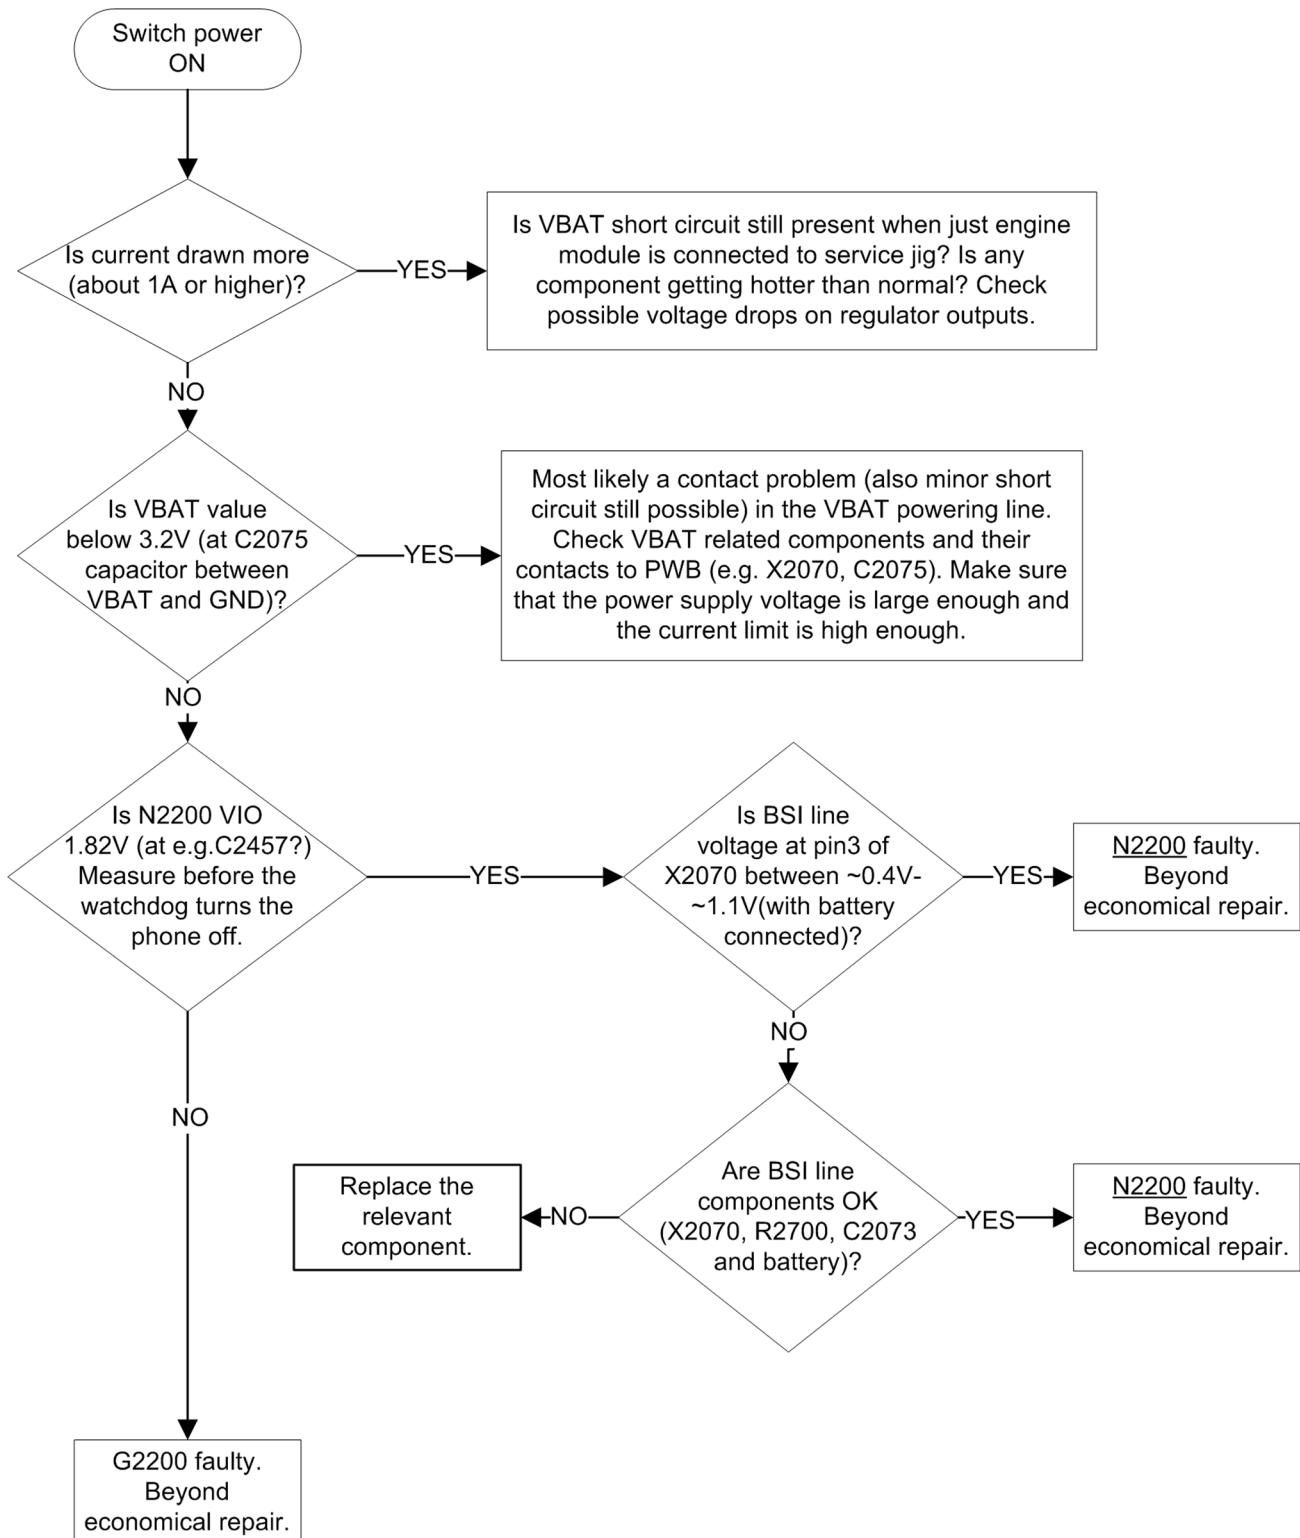 Switch power
ON
Is current drawn more
(about 1A or higher)?
YES
Is VBAT short circuit still present when just engine
module is connected to service jig? Is any
component getting hotter than normal? Check
possible voltage drops on regulator outputs.
NO
Is VBAT value
below 3.2V (at C2075
capacitor between
VBAT and GND)?
YES
Most likely a contact problem (also minor short
circuit still possible) in the VBAT powering line.
Check VBAT related components and their
contacts to PWB (e.g. X2070, C2075). Make sure
that the power supply voltage is large enough and
the current limit is high enough.
NO
Is N2200 VIO
1.82V (at e.g.C2457?)
Measure before the
watchdog turns the
phone off.
YES
Is BSI line
voltage at pin3 of
X2070 between ~0.4V-
~1.1V(with battery
connected)?
YES
N2200 faulty.
Beyond
economical repair.
NO
NO
Are BSI line
components OK
(X2070, R2700, C2073
and battery)?
NO
Replace the
relevant
component.
YES
N2200 faulty.
Beyond
economical repair.
G2200 faulty.
Beyond
economical repair.